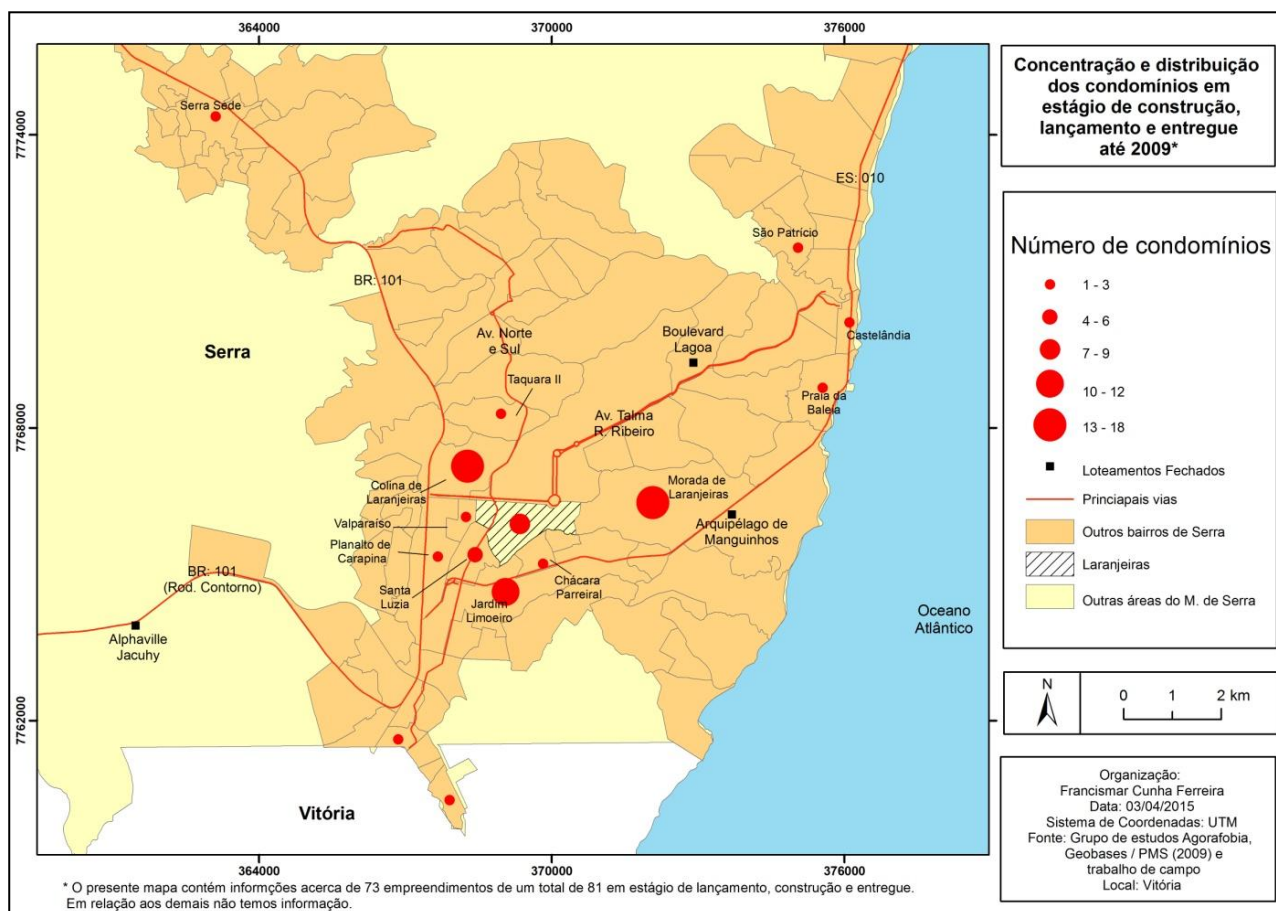 364000
370000
376000
Concentração e distribuição
dos condomínios em
estágio de construção,
lançamento e entregue
até 2009*
Serra Sede
7774000
7774000
ES: 010
São Patrício
BR: 101
Número de condomínios
1 - 3
4 - 6
7 - 9
10 - 12
13 - 18
Loteamentos Fechados
Princiapais vias
Outros bairros de Serra
Laranjeiras
Outras áreas do M. de Serra
Av. Norte
e Sul
Boulevard
Lagoa
Castelândia
Serra
Taquara II
Praia da
Baleia
Av. Talma
R. Ribeiro
7768000
7768000
Colina de
Laranjeiras
Morada de
Laranjeiras
Valparaíso
Arquipélago de
Manguinhos
Planalto de
Carapina
BR: 101
(Rod. Contorno)
Santa
Luzia
Chácara
Parreiral
Jardim
Limoeiro
Oceano
Atlântico
Alphaville
Jacuhy
N
0 1 2 km
7762000
7762000
Vitória
Organização:
Francismar Cunha Ferreira
Data: 03/04/2015
Sistema de Coordenadas: UTM
Fonte: Grupo de estudos Agorafobia,
Geobases / PMS (2009) e
trabalho de campo
Local: Vitória
364000
370000
376000
* O presente mapa contém informções acerca de 73 empreendimentos de um total de 81 em estágio de lançamento, construção e entregue.
Em relação aos demais não temos informação.